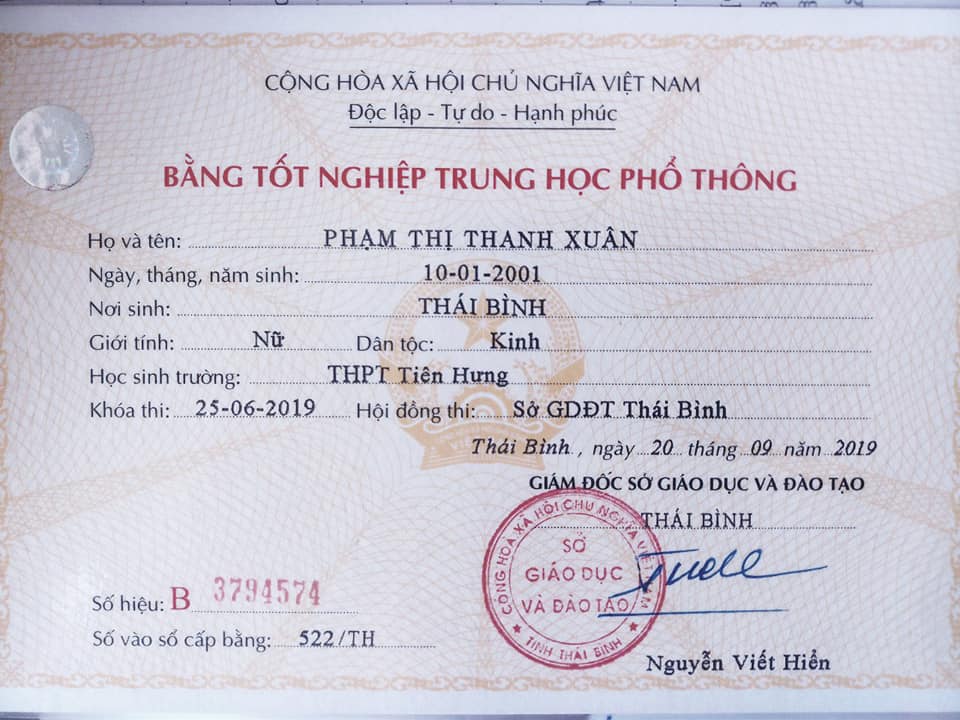 CỘNG HÒA XÃ HỘI CHỦ NGHĨA VIỆT NAM
Độc lập - Tự do - Hạnh phúc
BẰNG TỐT NGHIỆP TRUNG HỌC PHỔ THÔNG
Họ và tên: PHẠM THỊ THANH XUÂN
Ngày, tháng, năm sinh: 10-01-2001
Nơi sinh: THÁI BÌNH
Giới tính: Nữ Dân tộc: Kinh
Học sinh trường: THPT Tiên Hưng
Khóa thi: 25-06-2019 Hội đồng thi: Sở GDĐT Thái Bình
Thái Bình, ngày 20 tháng 09 năm 2019
GIÁM ĐỐC SỞ GIÁO DỤC VÀ ĐÀO TẠO
THÁI BÌNH
CỘNG HÒA XÃ HỘI CHỦ NGHĨA VIỆT NAM
SỞ
GIÁO DỤC
VÀ ĐÀO TẠO
TỈNH THÁI BÌNH
Số hiệu: B 3794574
Số vào sổ cấp bằng: 522/TH
Nguyễn Viết Hiển